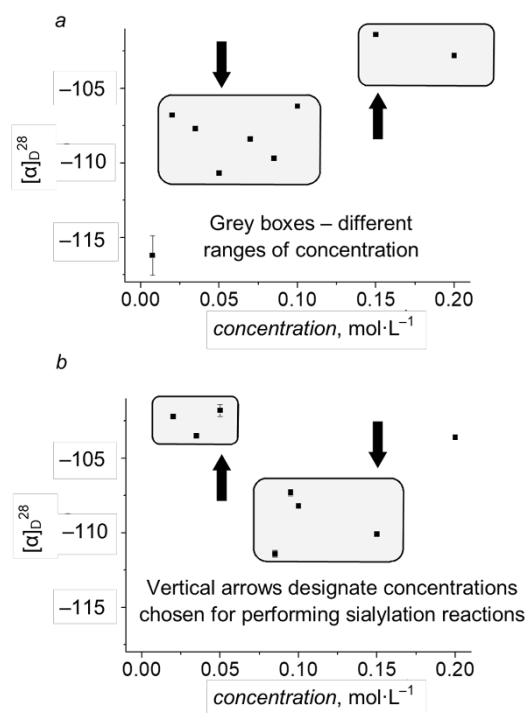 a
−105
−110
−115
[α]D28
Grey boxes – different
ranges of concentration
0.00 0.05 0.10 0.15 0.20
concentration, mol·L−1
b
−105
−110
−115
[α]D28
Vertical arrows designate concentrations
chosen for performing sialylation reactions
0.00 0.05 0.10 0.15 0.20
concentration, mol·L−1